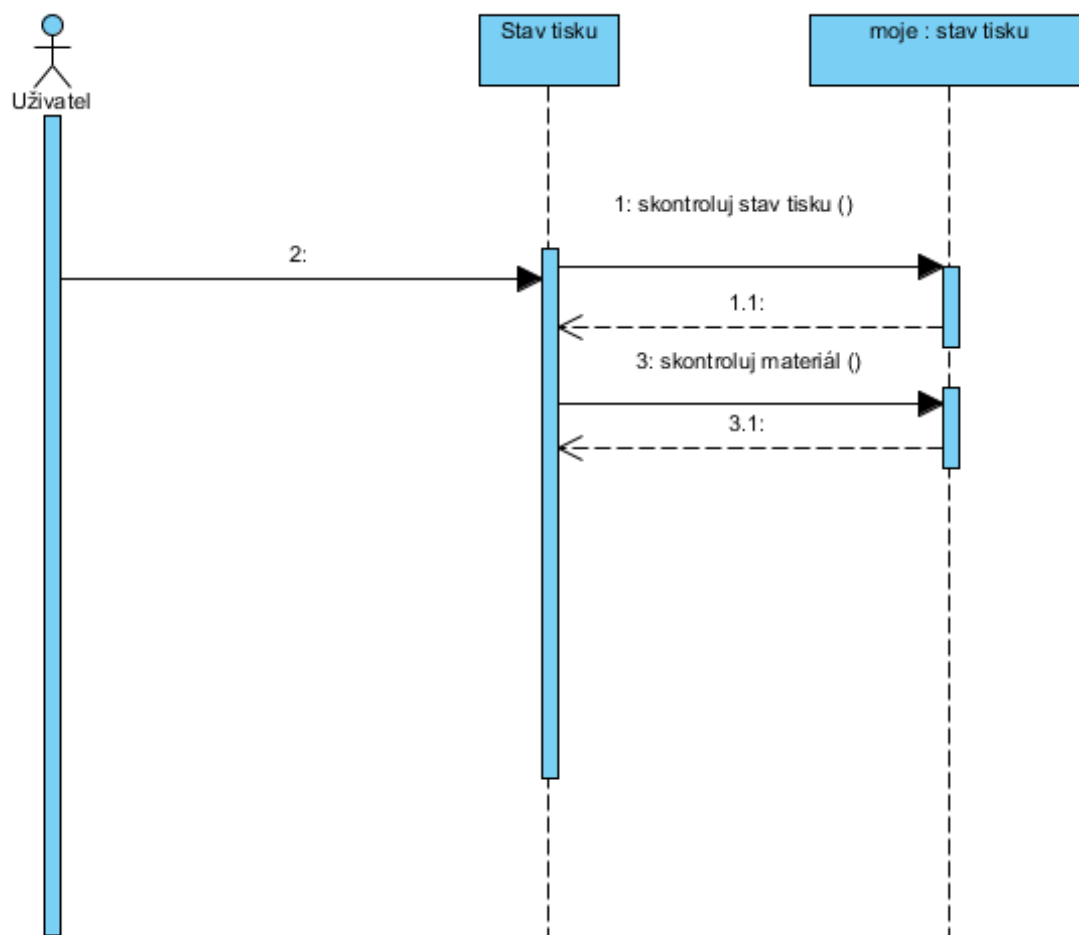 Stav tisku
moje : stav tisku
Uživatel
1: skontroluj stav tisku ()
2:
1.1:
3: skontroluj materiál ()
3.1: